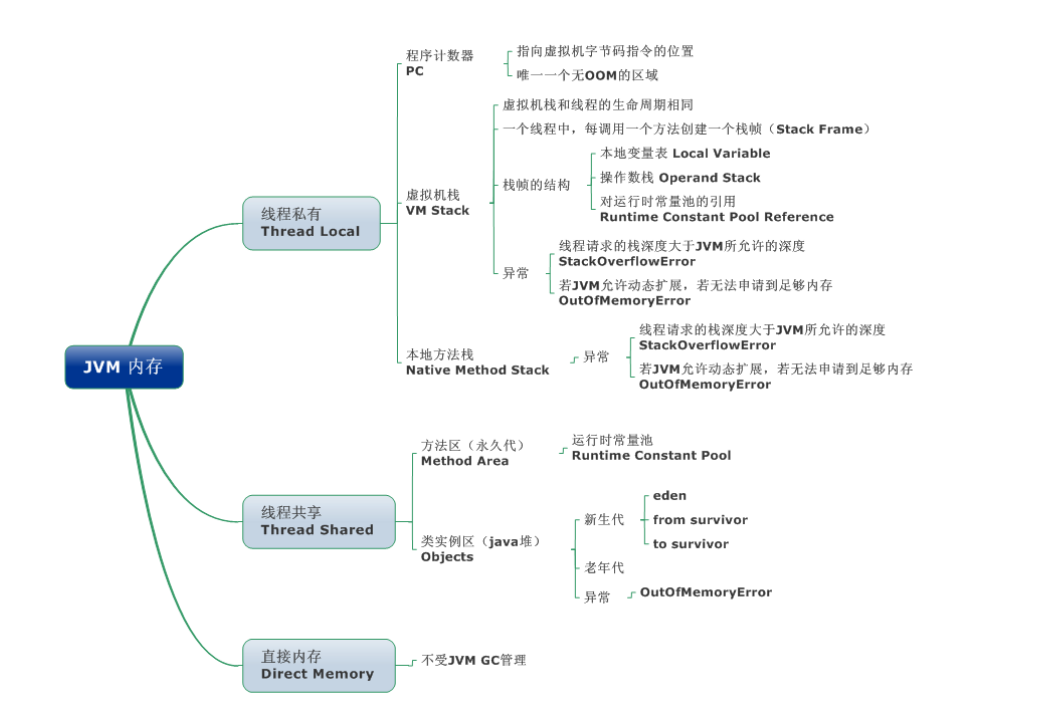 JVM 内存
线程私有
Thread Local
程序计数器
PC
指向虚拟机字节码指令的位置
唯一一个无OOM的区域
虚拟机栈
VM Stack
虚拟机栈和线程的生命周期相同
一个线程中，每调用一个方法创建一个栈帧（Stack Frame）
栈帧的结构
本地变量表 Local Variable
操作数栈 Operand Stack
对运行时常量池的引用
Runtime Constant Pool Reference
异常
线程请求的栈深度大于JVM所允许的深度
StackOverflowError
若JVM允许动态扩展，若无法申请到足够内存
OutOfMemoryError
本地方法栈
Native Method Stack
异常
线程请求的栈深度大于JVM所允许的深度
StackOverflowError
若JVM允许动态扩展，若无法申请到足够内存
OutOfMemoryError
线程共享
Thread Shared
方法区（永久代）
Method Area
运行时常量池
Runtime Constant Pool
类实例区（java堆）
Objects
新生代
eden
from survivor
to survivor
老年代
异常
OutOfMemoryError
直接内存
Direct Memory
不受JVM GC管理